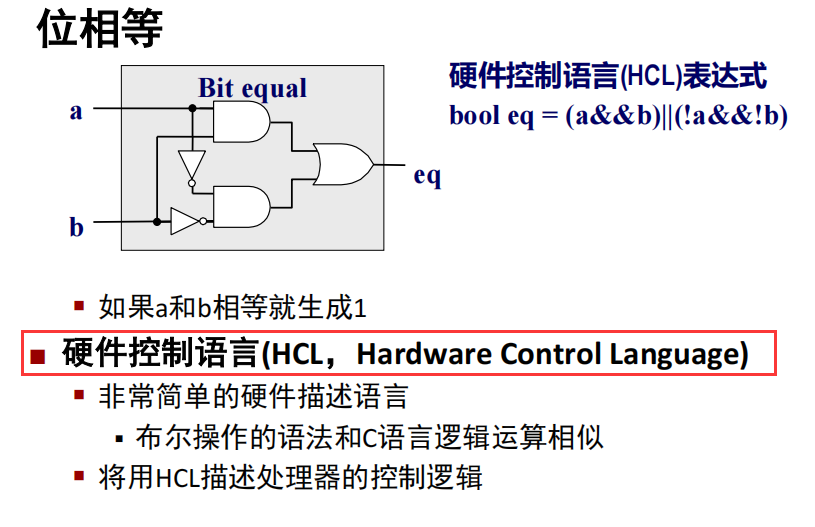 位相等
Bit equal
a
b
eq
硬件控制语言(HCL)表达式
bool eq = (a&&b)||(!a&&!b)
如果a和b相等就生成1
硬件控制语言(HCL，Hardware Control Language)
非常简单的硬件描述语言
布尔操作的语法和C语言逻辑运算相似
将用HCL描述处理器的控制逻辑